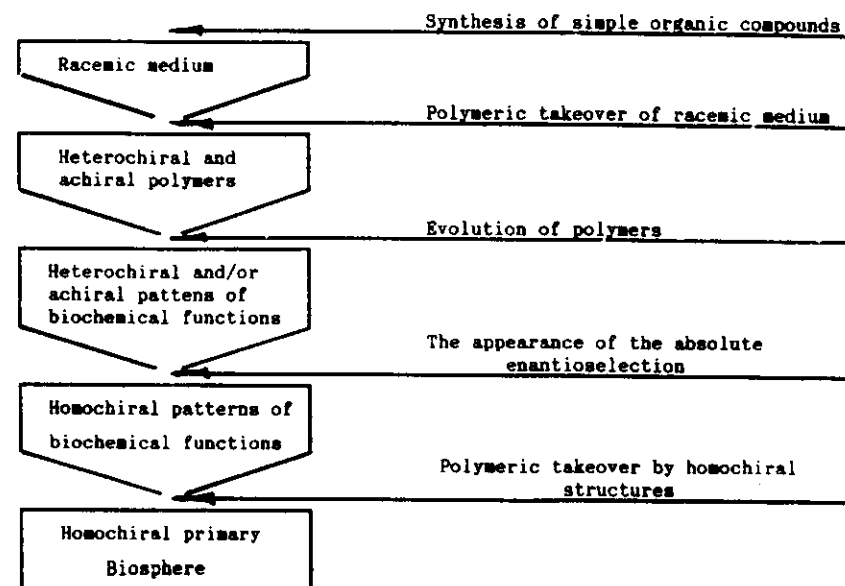 Synthesis of simple organic compounds
Racemic medium
Polymeric takeover of racemic medium
Heterochiral and
achiral polymers
Evolution of polymers
Heterochiral and/or
achiral pattens of
biochemical functions
The appearance of the absolute
enantioselection
Homochiral patterns of
biochemical functions
Polymeric takeover by homochiral
structures
Homochiral primary
Biosphere